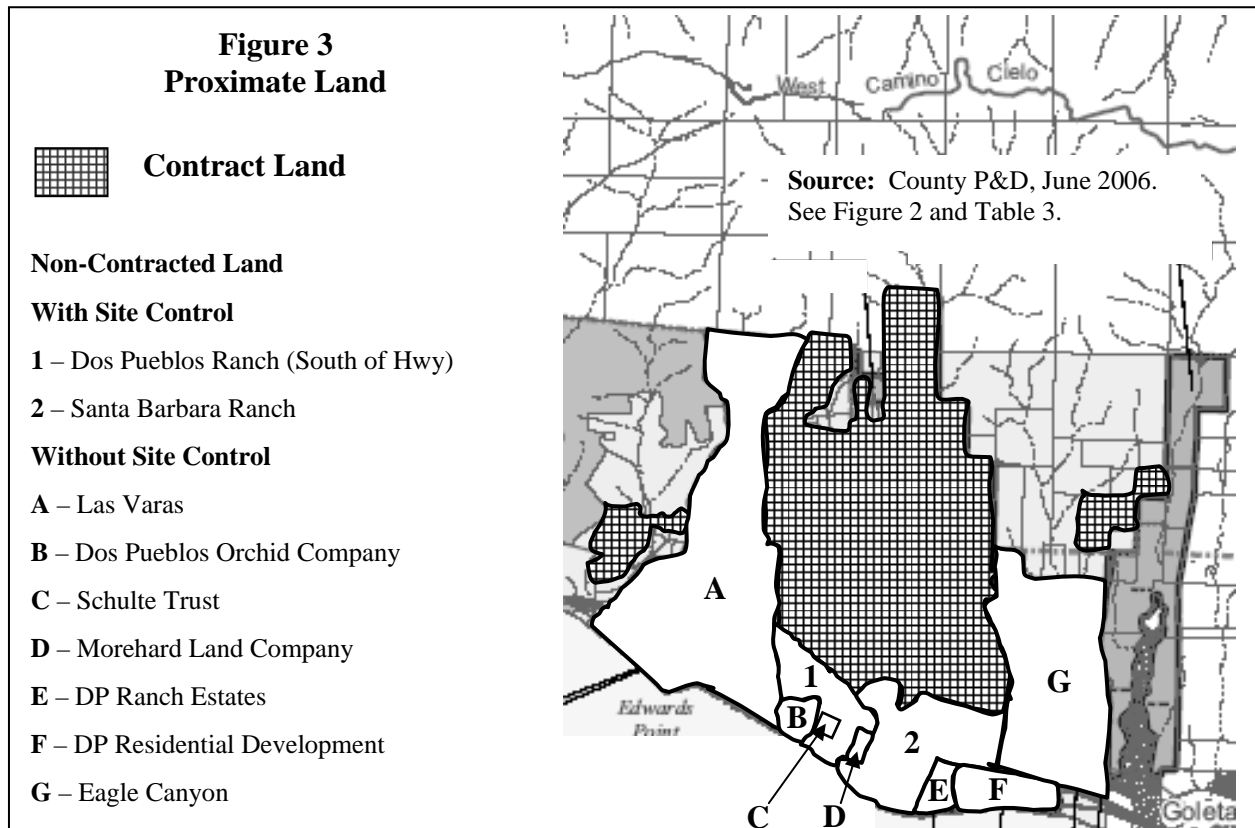 Figure 3
Proximate Land
Contract Land
Non-Contracted Land
With Site Control
1 – Dos Pueblos Ranch (South of Hwy)
2 – Santa Barbara Ranch
Without Site Control
A – Las Varas
B – Dos Pueblos Orchid Company
C – Schulte Trust
D – Morehard Land Company
E – DP Ranch Estates
F – DP Residential Development
G – Eagle Canyon
West Camino Cielo
Source: County P&D, June 2006.
See Figure 2 and Table 3.
A
1
G
B
Edwards
Point
2
E
F
C
D
Goleta